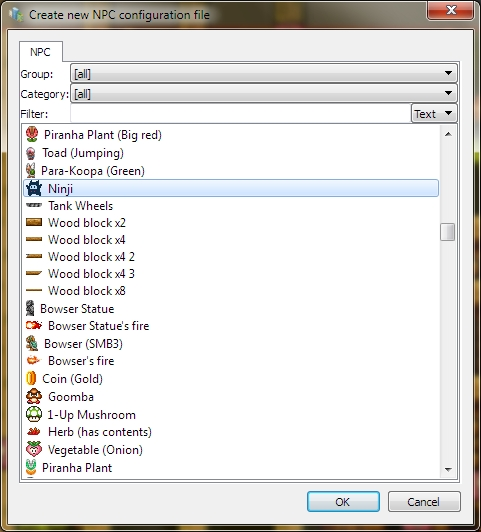 Create new NPC configuration file
NPC
Group: [all]
Category: [all]
Filter: Text
Piranha Plant (Big red)
Toad (Jumping)
Para-Koopa (Green)
Ninji
Tank Wheels
Wood block x2
Wood block x4
Wood block x4 2
Wood block x4 3
Wood block x8
Bowser Statue
Bowser Statue's fire
Bowser (SMB3)
Bowser's fire
Coin (Gold)
Goomba
1-Up Mushroom
Herb (has contents)
Vegetable (Onion)
Piranha Plant
OK Cancel